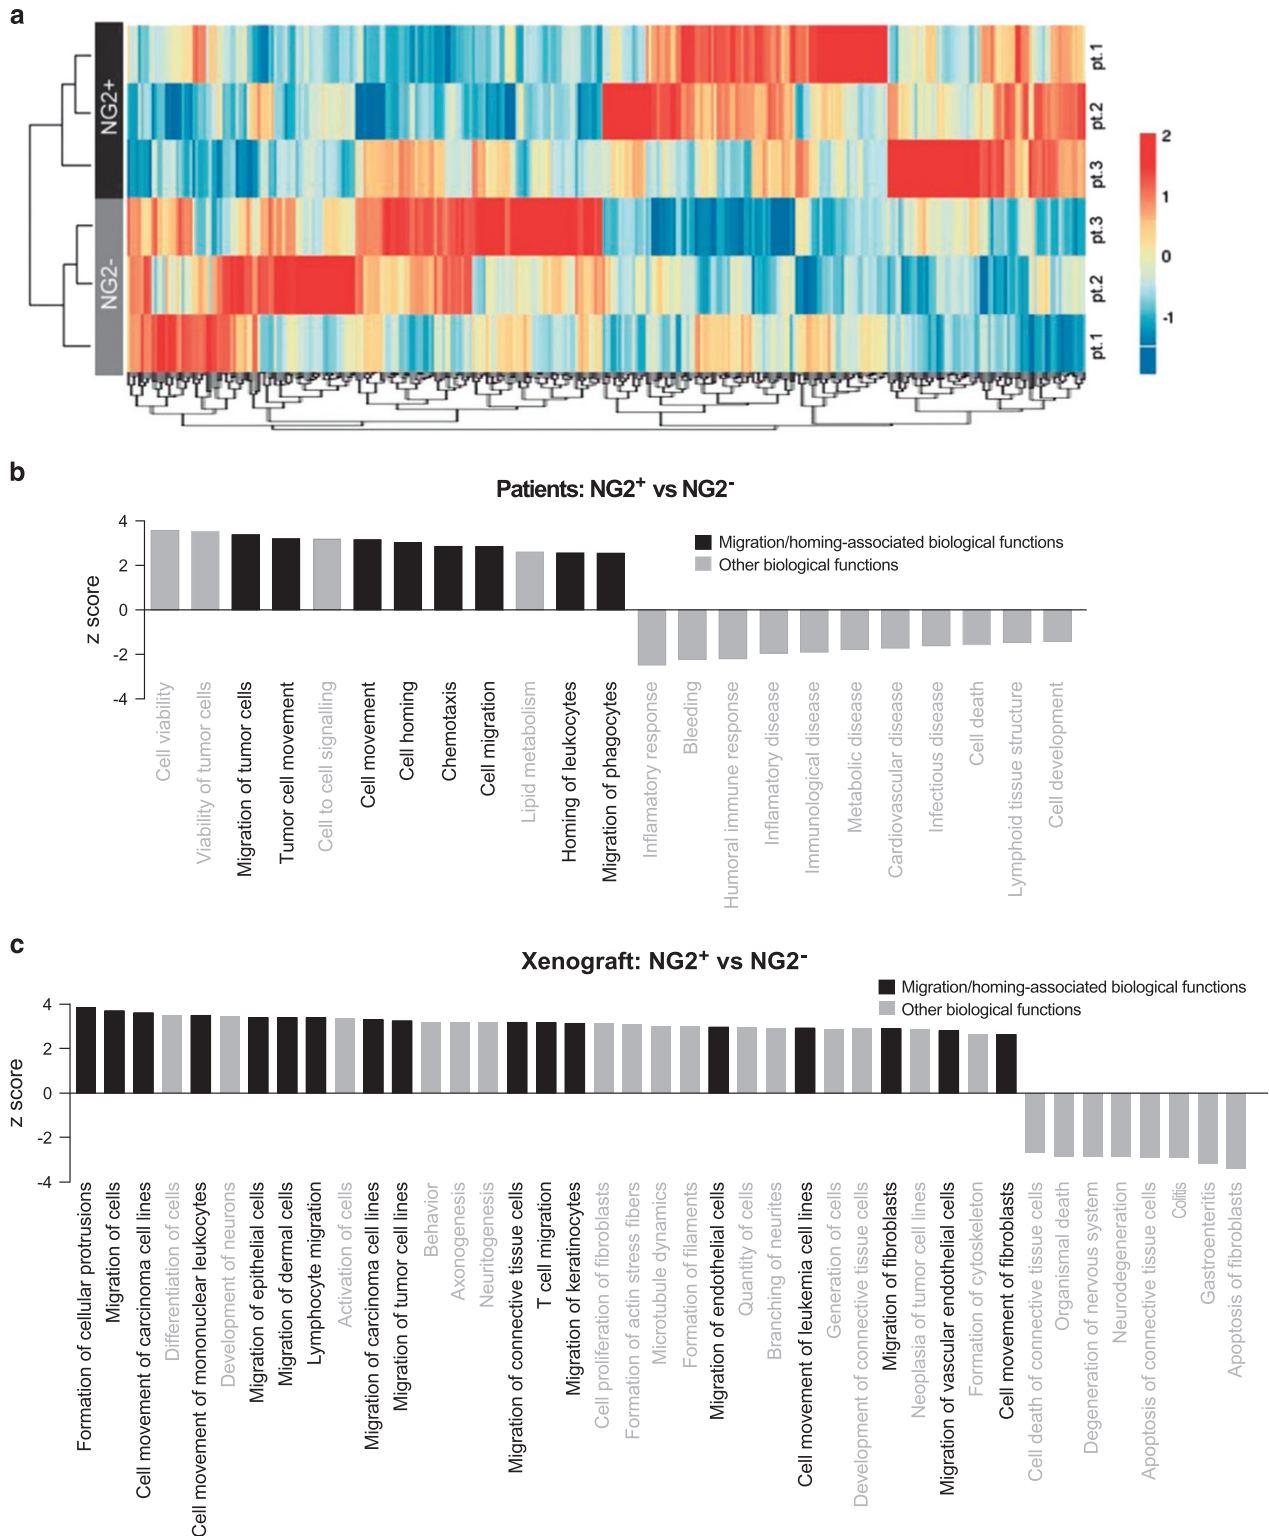 a
NG2+
NG2-
pt.1
pt.2
pt.3
pt.3
pt.2
pt.1
2
1
0
-1
b
Patients: NG2+ vs NG2-
z score
4
2
0
-2
-4
Migration/homing-associated biological functions
Other biological functions
Cell viability
Viability of tumor cells
Migration of tumor cells
Tumor cell movement
Cell to cell signalling
Cell movement
Cell homing
Chemotaxis
Cell migration
Lipid metabolism
Homing of leukocytes
Migration of phagocytes
Inflamatory response
Bleeding
Humoral immune response
Inflamatory disease
Immunological disease
Metabolic disease
Cardiovascular disease
Infectious disease
Cell death
Lymphoid tissue structure
Cell development
c
Xenograft: NG2+ vs NG2-
z score
4
2
0
-2
-4
Migration/homing-associated biological functions
Other biological functions
Formation of cellular protrusions
Migration of cells
Cell movement of carcinoma cell lines
Differentiation of cells
Cell movement of mononuclear leukocytes
Development of neurons
Migration of epithelial cells
Migration of dermal cells
Lymphocyte migration
Activation of cells
Migration of carcinoma cell lines
Migration of tumor cell lines
Behavior
Axonogenesis
Neuritogenesis
Migration of connective tissue cells
T cell migration
Migration of keratinocytes
Cell proliferation of fibroblasts
Formation of actin stress fibers
Microtubule dynamics
Formation of filaments
Migration of endothelial cells
Quantity of cells
Branching of neurites
Cell movement of leukemia cell lines
Generation of cells
Development of connective tissue cells
Migration of fibroblasts
Neoplasia of tumor cell lines
Migration of vascular endothelial cells
Formation of cytoskeleton
Cell movement of fibroblasts
Cell death of connective tissue cells
Organismal death
Degeneration of nervous system
Neurodegeneration
Apoptosis of connective tissue cells
Colitis
Gastroenteritis
Apoptosis of fibroblasts